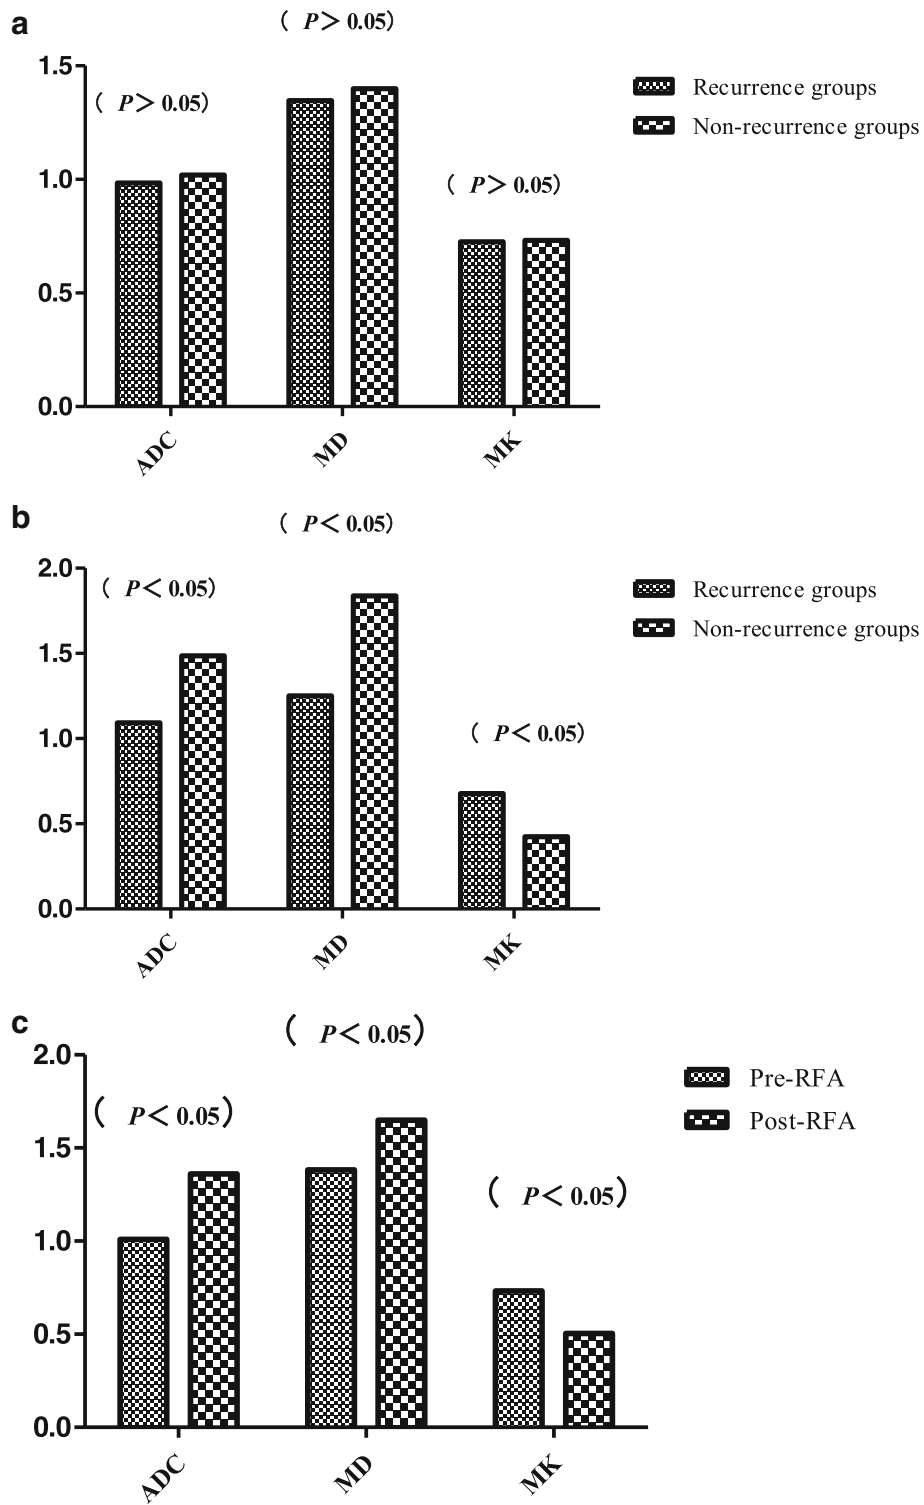 a
( P > 0.05)
1.5
( P > 0.05)
Recurrence groups
Non-recurrence groups
1.0
( P > 0.05)
0.5
0.0
ADC
MD
MK
b
( P < 0.05)
2.0
( P < 0.05)
Recurrence groups
Non-recurrence groups
1.5
1.0
( P < 0.05)
0.5
0.0
ADC
MD
MK
c
( P < 0.05)
2.0
Pre-RFA
( P < 0.05)
Post-RFA
1.5
( P < 0.05)
1.0
0.5
0.0
ADC
MD
MK